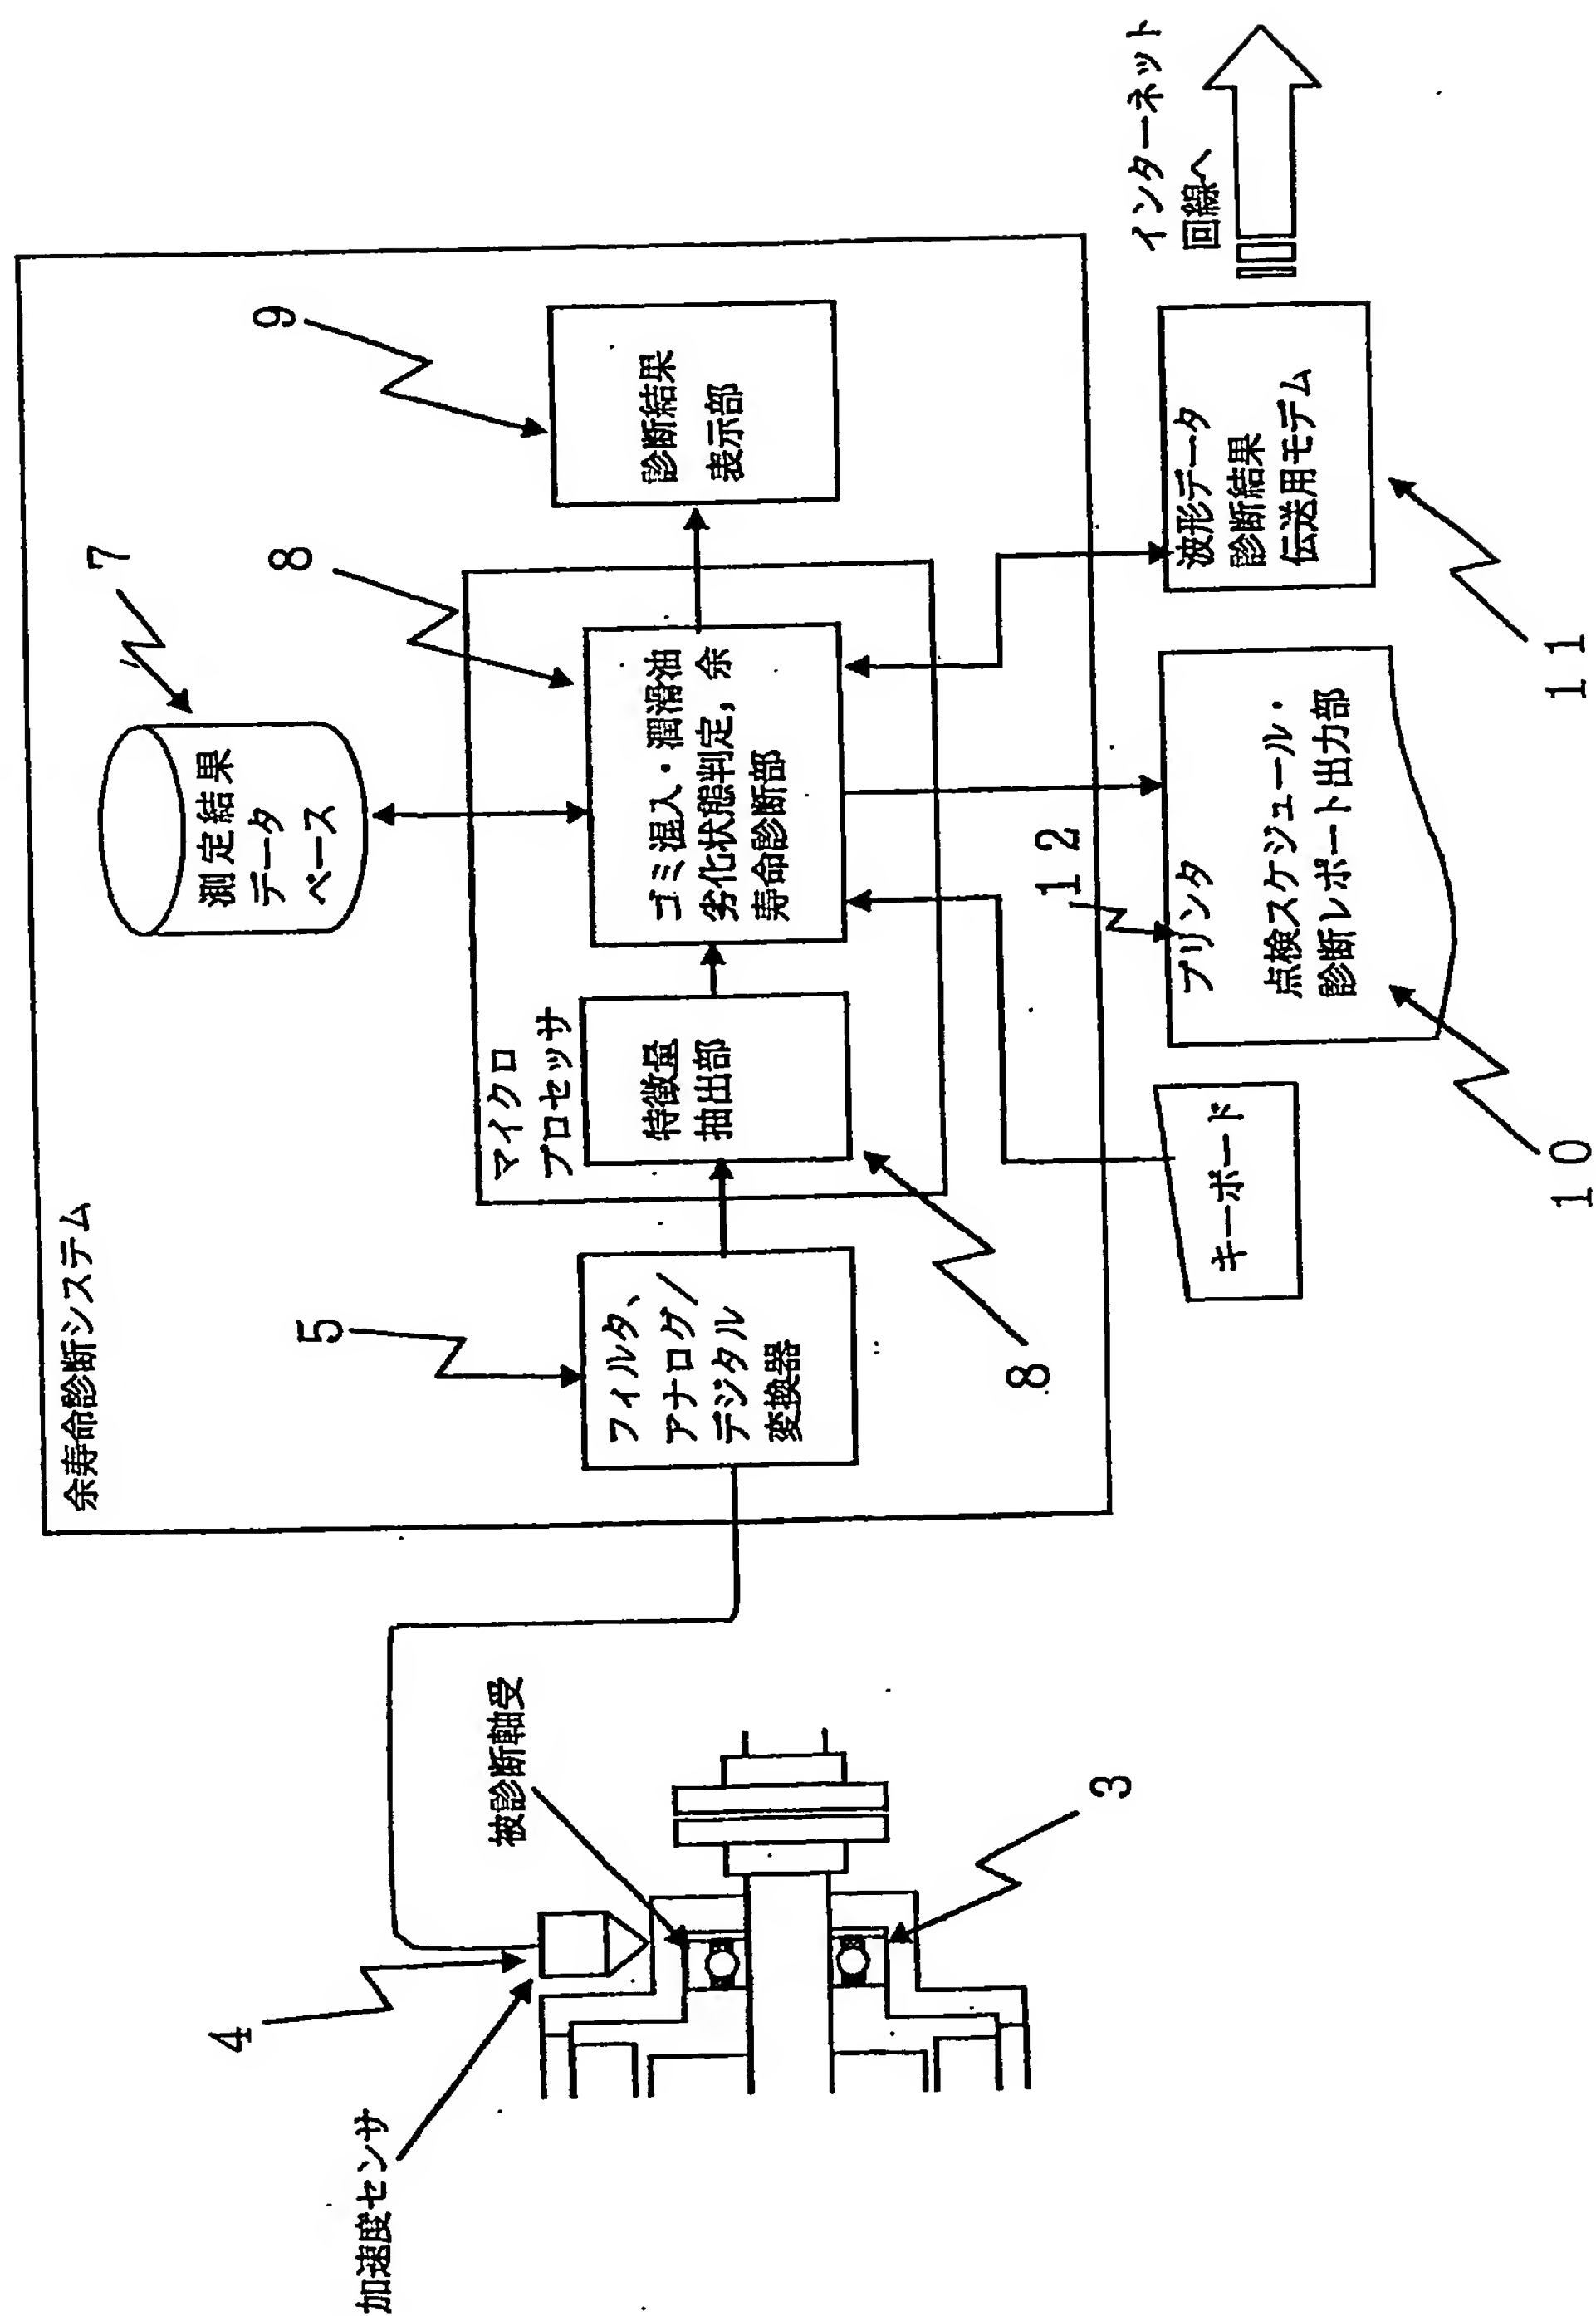 余寿命診断システム
7
測定結果
データ
ベース
9
8
5
マイクロ
プロセッサ
フィルタ、
アナログ/
デジタル
変換器
特徴量
抽出部
ゴミ混入・潤滑油
劣化状態判定，余
寿命診断部
診断結果
表示部
8
4
加速度センサ
被診断軸受
3
キーボード
12
プリンタ
点検スケジュール・
診断レポート出力部
10
波形データ
診断結果
伝送用モデム
11
インターネット
回線へ